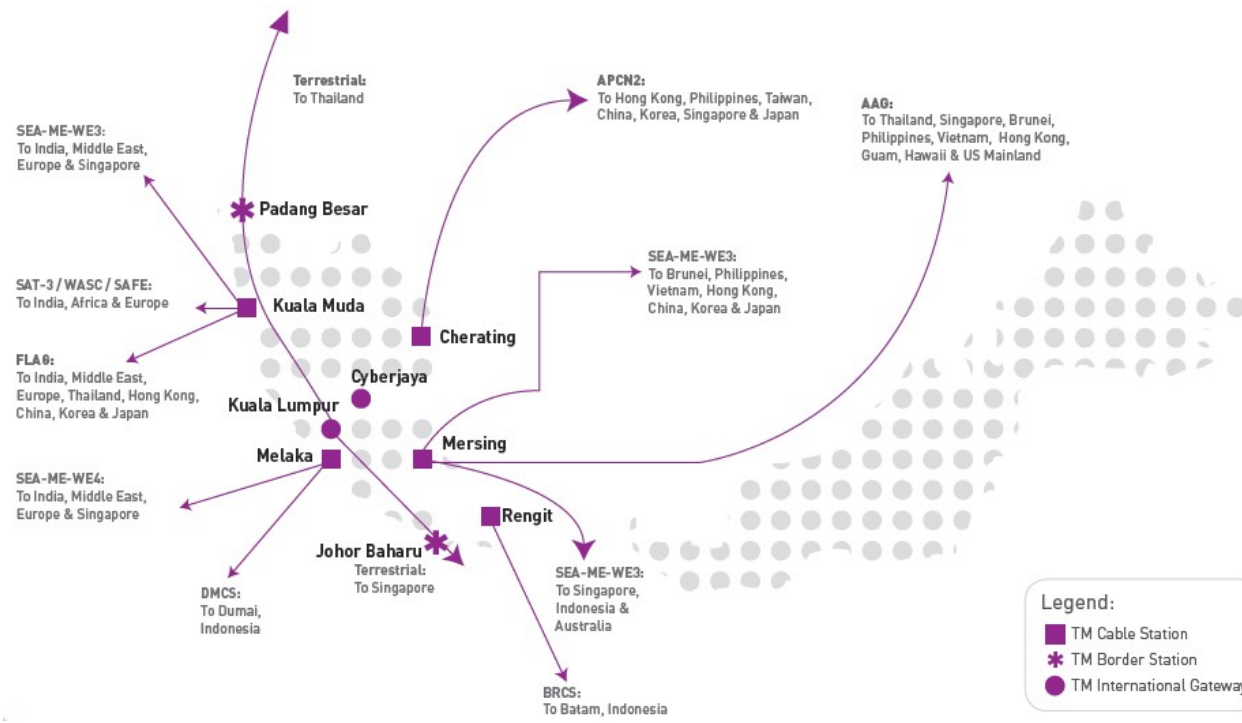 Terrestrial:
To Thailand
APCN2:
To Hong Kong, Philippines, Taiwan,
China, Korea, Singapore & Japan
AAG:
To Thailand, Singapore, Brunei,
Philippines, Vietnam, Hong Kong,
Guam, Hawaii & US Mainland
SEA-ME-WE3:
To India, Middle East,
Europe & Singapore
Padang Besar
SEA-ME-WE3:
To Brunei, Philippines,
Vietnam, Hong Kong,
China, Korea & Japan
SAT-3 / WASC / SAFE:
To India, Africa & Europe
Kuala Muda
Cherating
FLAG:
To India, Middle East,
Europe, Thailand, Hong Kong,
China, Korea & Japan
Cyberjaya
Kuala Lumpur
Melaka
Mersing
SEA-ME-WE4:
To India, Middle East,
Europe & Singapore
Rengit
Johor Baharu
Terrestrial:
To Singapore
SEA-ME-WE3:
To Singapore,
Indonesia &
Australia
DMCS:
To Dumai,
Indonesia
BRCS:
To Batam, Indonesia
Legend:
TM Cable Station
TM Border Station
TM International Gateway